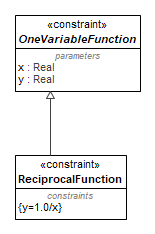 «constraint»
OneVariableFunction
parameters
x : Real
y : Real
«constraint»
ReciprocalFunction
constraints
{y=1.0/x}